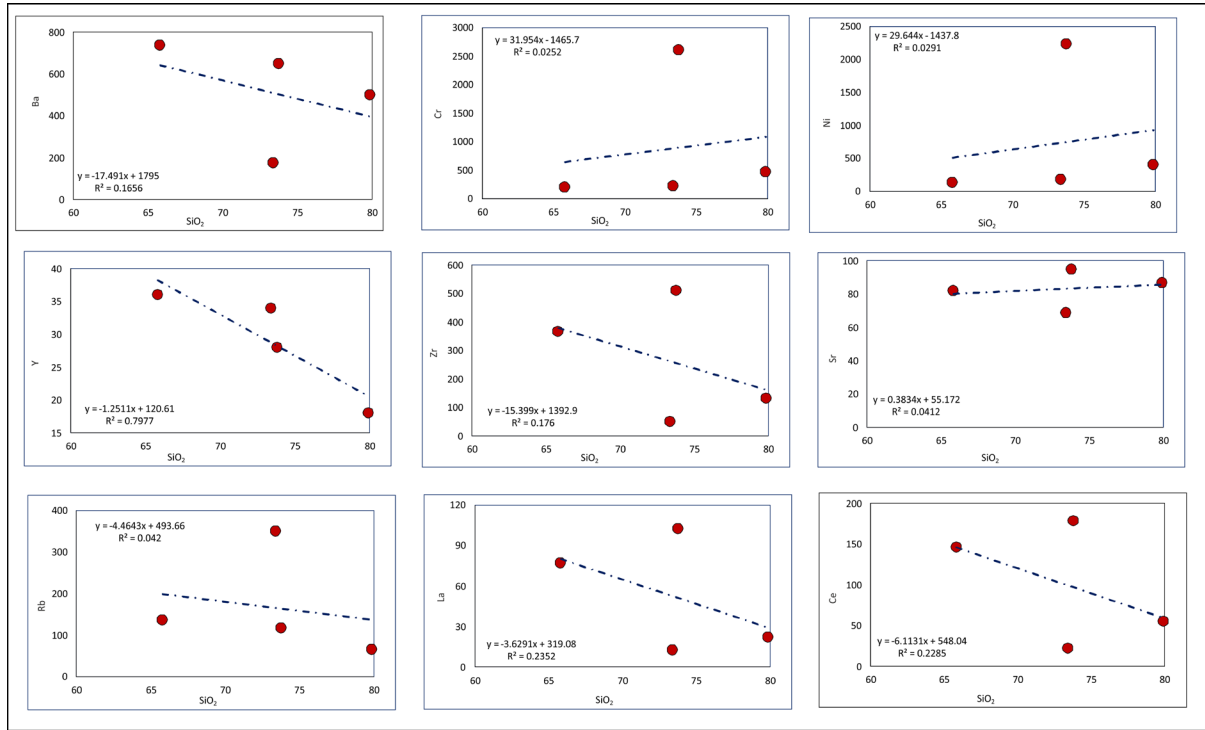 800
600
400
200
0
Ba
y = -17.491x + 1795
R² = 0.1656
60 65 70 75 80
SiO₂
3000
2500
2000
1500
1000
500
0
Cr
y = 31.954x - 1465.7
R² = 0.0252
60 65 70 75 80
SiO₂
2500
2000
1500
1000
500
0
Ni
y = 29.644x - 1437.8
R² = 0.0291
60 65 70 75 80
SiO₂
40
35
30
25
20
15
Y
y = -1.2511x + 120.61
R² = 0.7977
60 65 70 75 80
SiO₂
600
500
400
300
200
100
0
Zr
y = -15.399x + 1392.9
R² = 0.176
60 65 70 75 80
SiO₂
100
80
60
40
20
0
Sr
y = 0.3834x + 55.172
R² = 0.0412
60 65 70 75 80
SiO₂
400
300
200
100
0
Rb
y = -4.4643x + 493.66
R² = 0.042
60 65 70 75 80
SiO₂
120
90
60
30
0
La
y = -3.6291x + 319.08
R² = 0.2352
60 65 70 75 80
SiO₂
200
150
100
50
0
Ce
y = -6.1131x + 548.04
R² = 0.2285
60 65 70 75 80
SiO₂